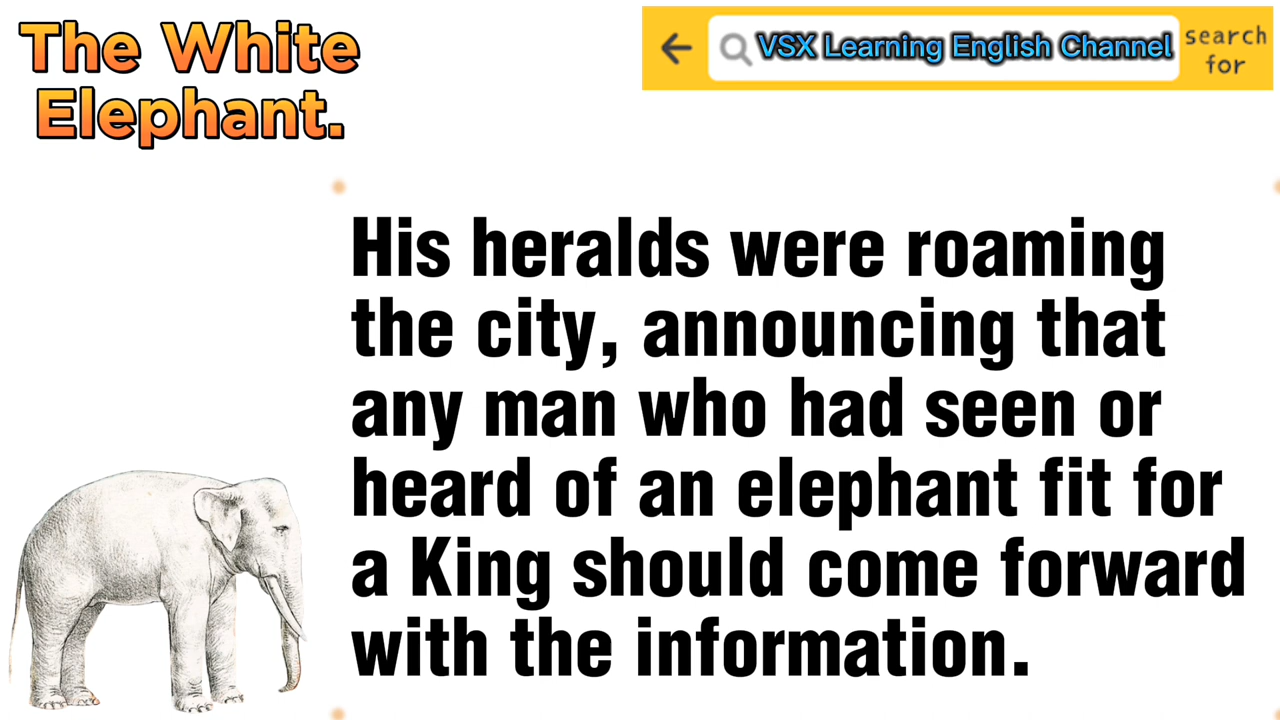 The White
Elephant.
VSX Learning English Channel
search
for
His heralds were roaming
the city, announcing that
any man who had seen or
heard of an elephant fit for
a King should come forward
with the information.